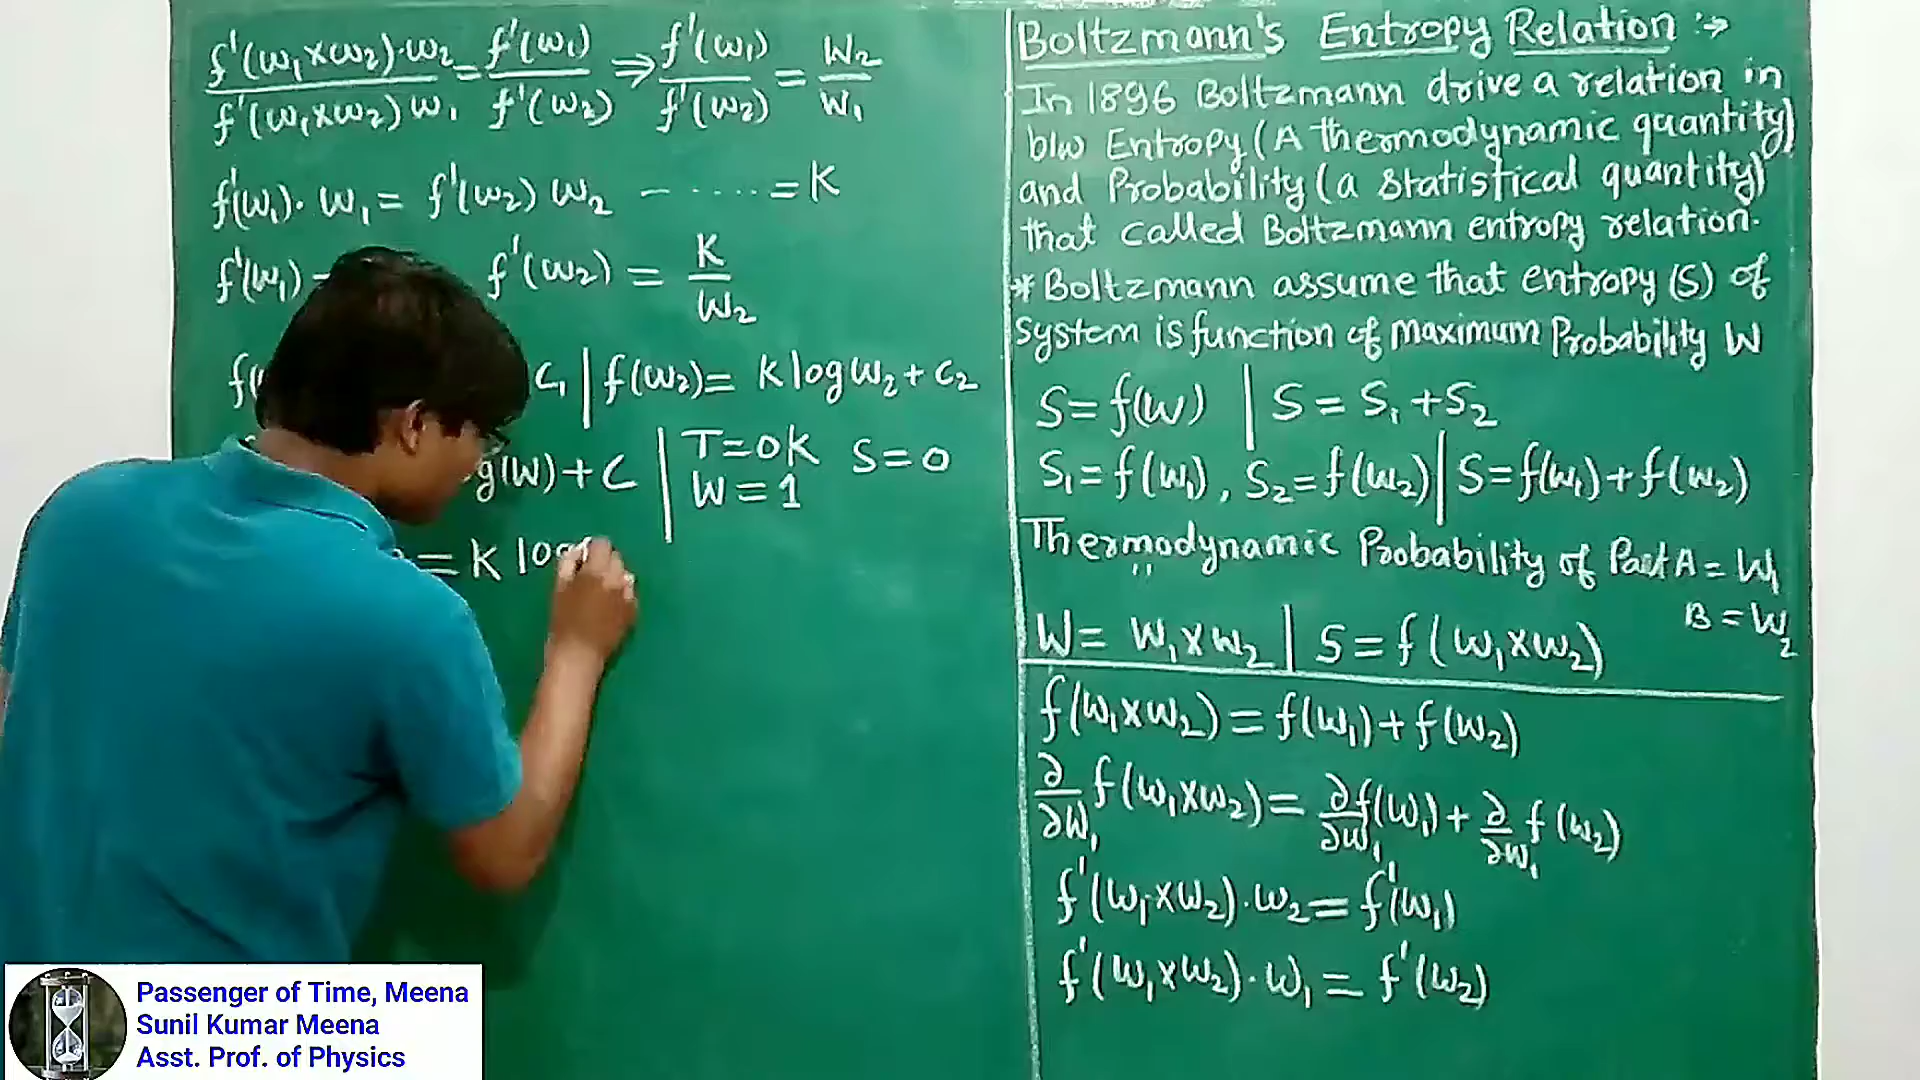 f'(w₁×w₂)·w₂ / f'(w₁×w₂)w₁ = f'(w₁) / f'(w₂) ⇒ f'(w₁) / f'(w₂) = W₂ / W₁
f'(w₁)· w₁ = f'(w₂) w₂ - ····· = K
f'(w₁) f'(w₂) = K / W₂
C₁ | f(w₂) = K log w₂ + C₂
g(W) + C | T=0K S=0
W=1
= K log
Boltzmann's Entropy Relation :→
In 1896 Boltzmann drive a relation in
b/w Entropy (A thermodynamic quantity)
and Probability (a statistical quantity)
that called Boltzmann entropy relation.
* Boltzmann assume that entropy (S) of
system is function of maximum Probability W
S = f(W) | S = S₁ + S₂
S₁ = f(w₁), S₂ = f(w₂) | S = f(w₁) + f(w₂)
Thermodynamic Probability of Part A = W₁
B = W₂
W = W₁×W₂ | S = f(w₁×w₂)
f(w₁×w₂) = f(w₁) + f(w₂)
∂/∂W₁ f(w₁×w₂) = ∂/∂W₁ f(w₁) + ∂/∂W₁ f(w₂)
f'(w₁×w₂)·w₂ = f'(w₁)
f'(w₁×w₂)·w₁ = f'(w₂)
Passenger of Time, Meena
Sunil Kumar Meena
Asst. Prof. of Physics